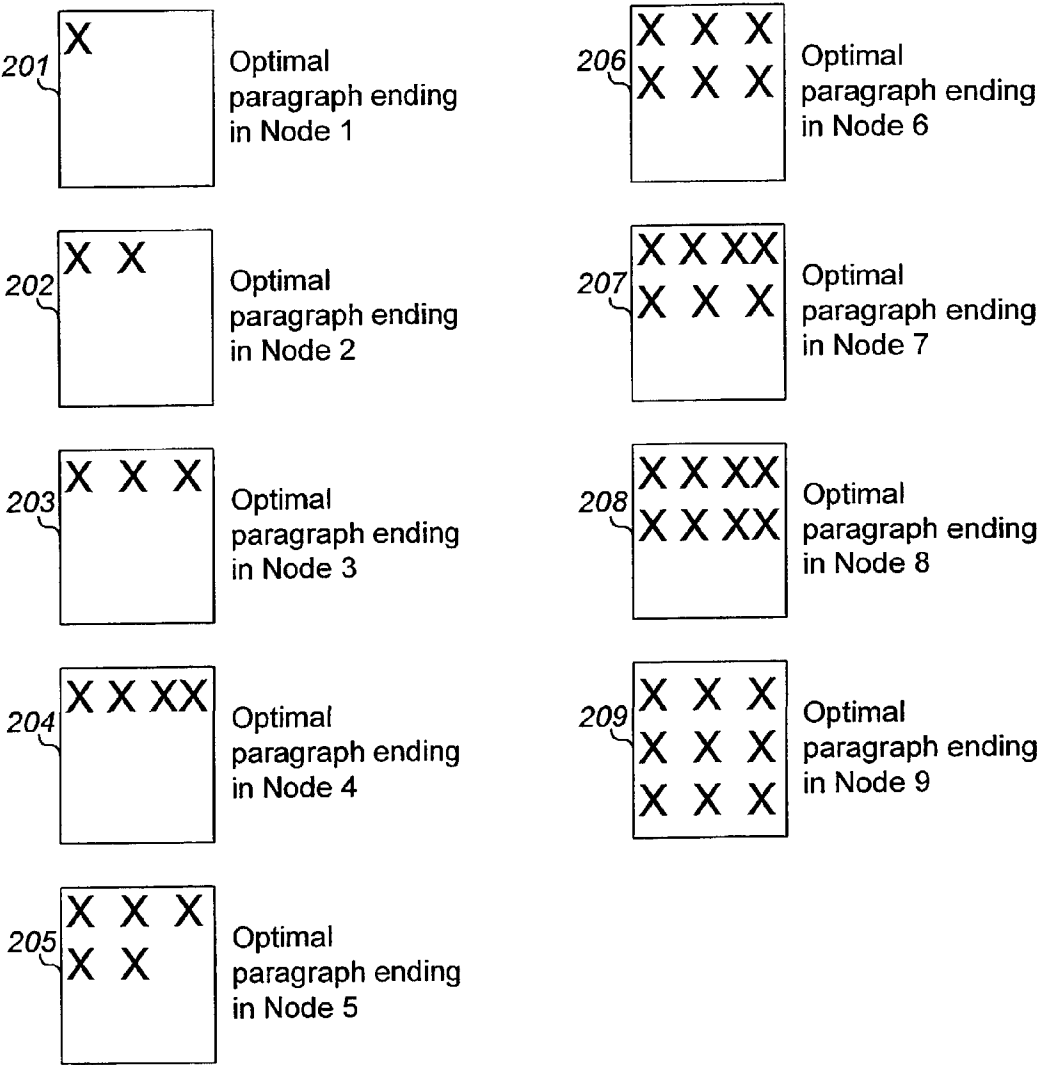 201
X
Optimal
paragraph ending
in Node 1
202
X X
Optimal
paragraph ending
in Node 2
203
X X X
Optimal
paragraph ending
in Node 3
204
X X XX
Optimal
paragraph ending
in Node 4
205
X X X
X X
Optimal
paragraph ending
in Node 5
206
X X X
X X X
Optimal
paragraph ending
in Node 6
207
X X XX
X X X
Optimal
paragraph ending
in Node 7
208
X X XX
X X XX
Optimal
paragraph ending
in Node 8
209
X X X
X X X
X X X
Optimal
paragraph ending
in Node 9